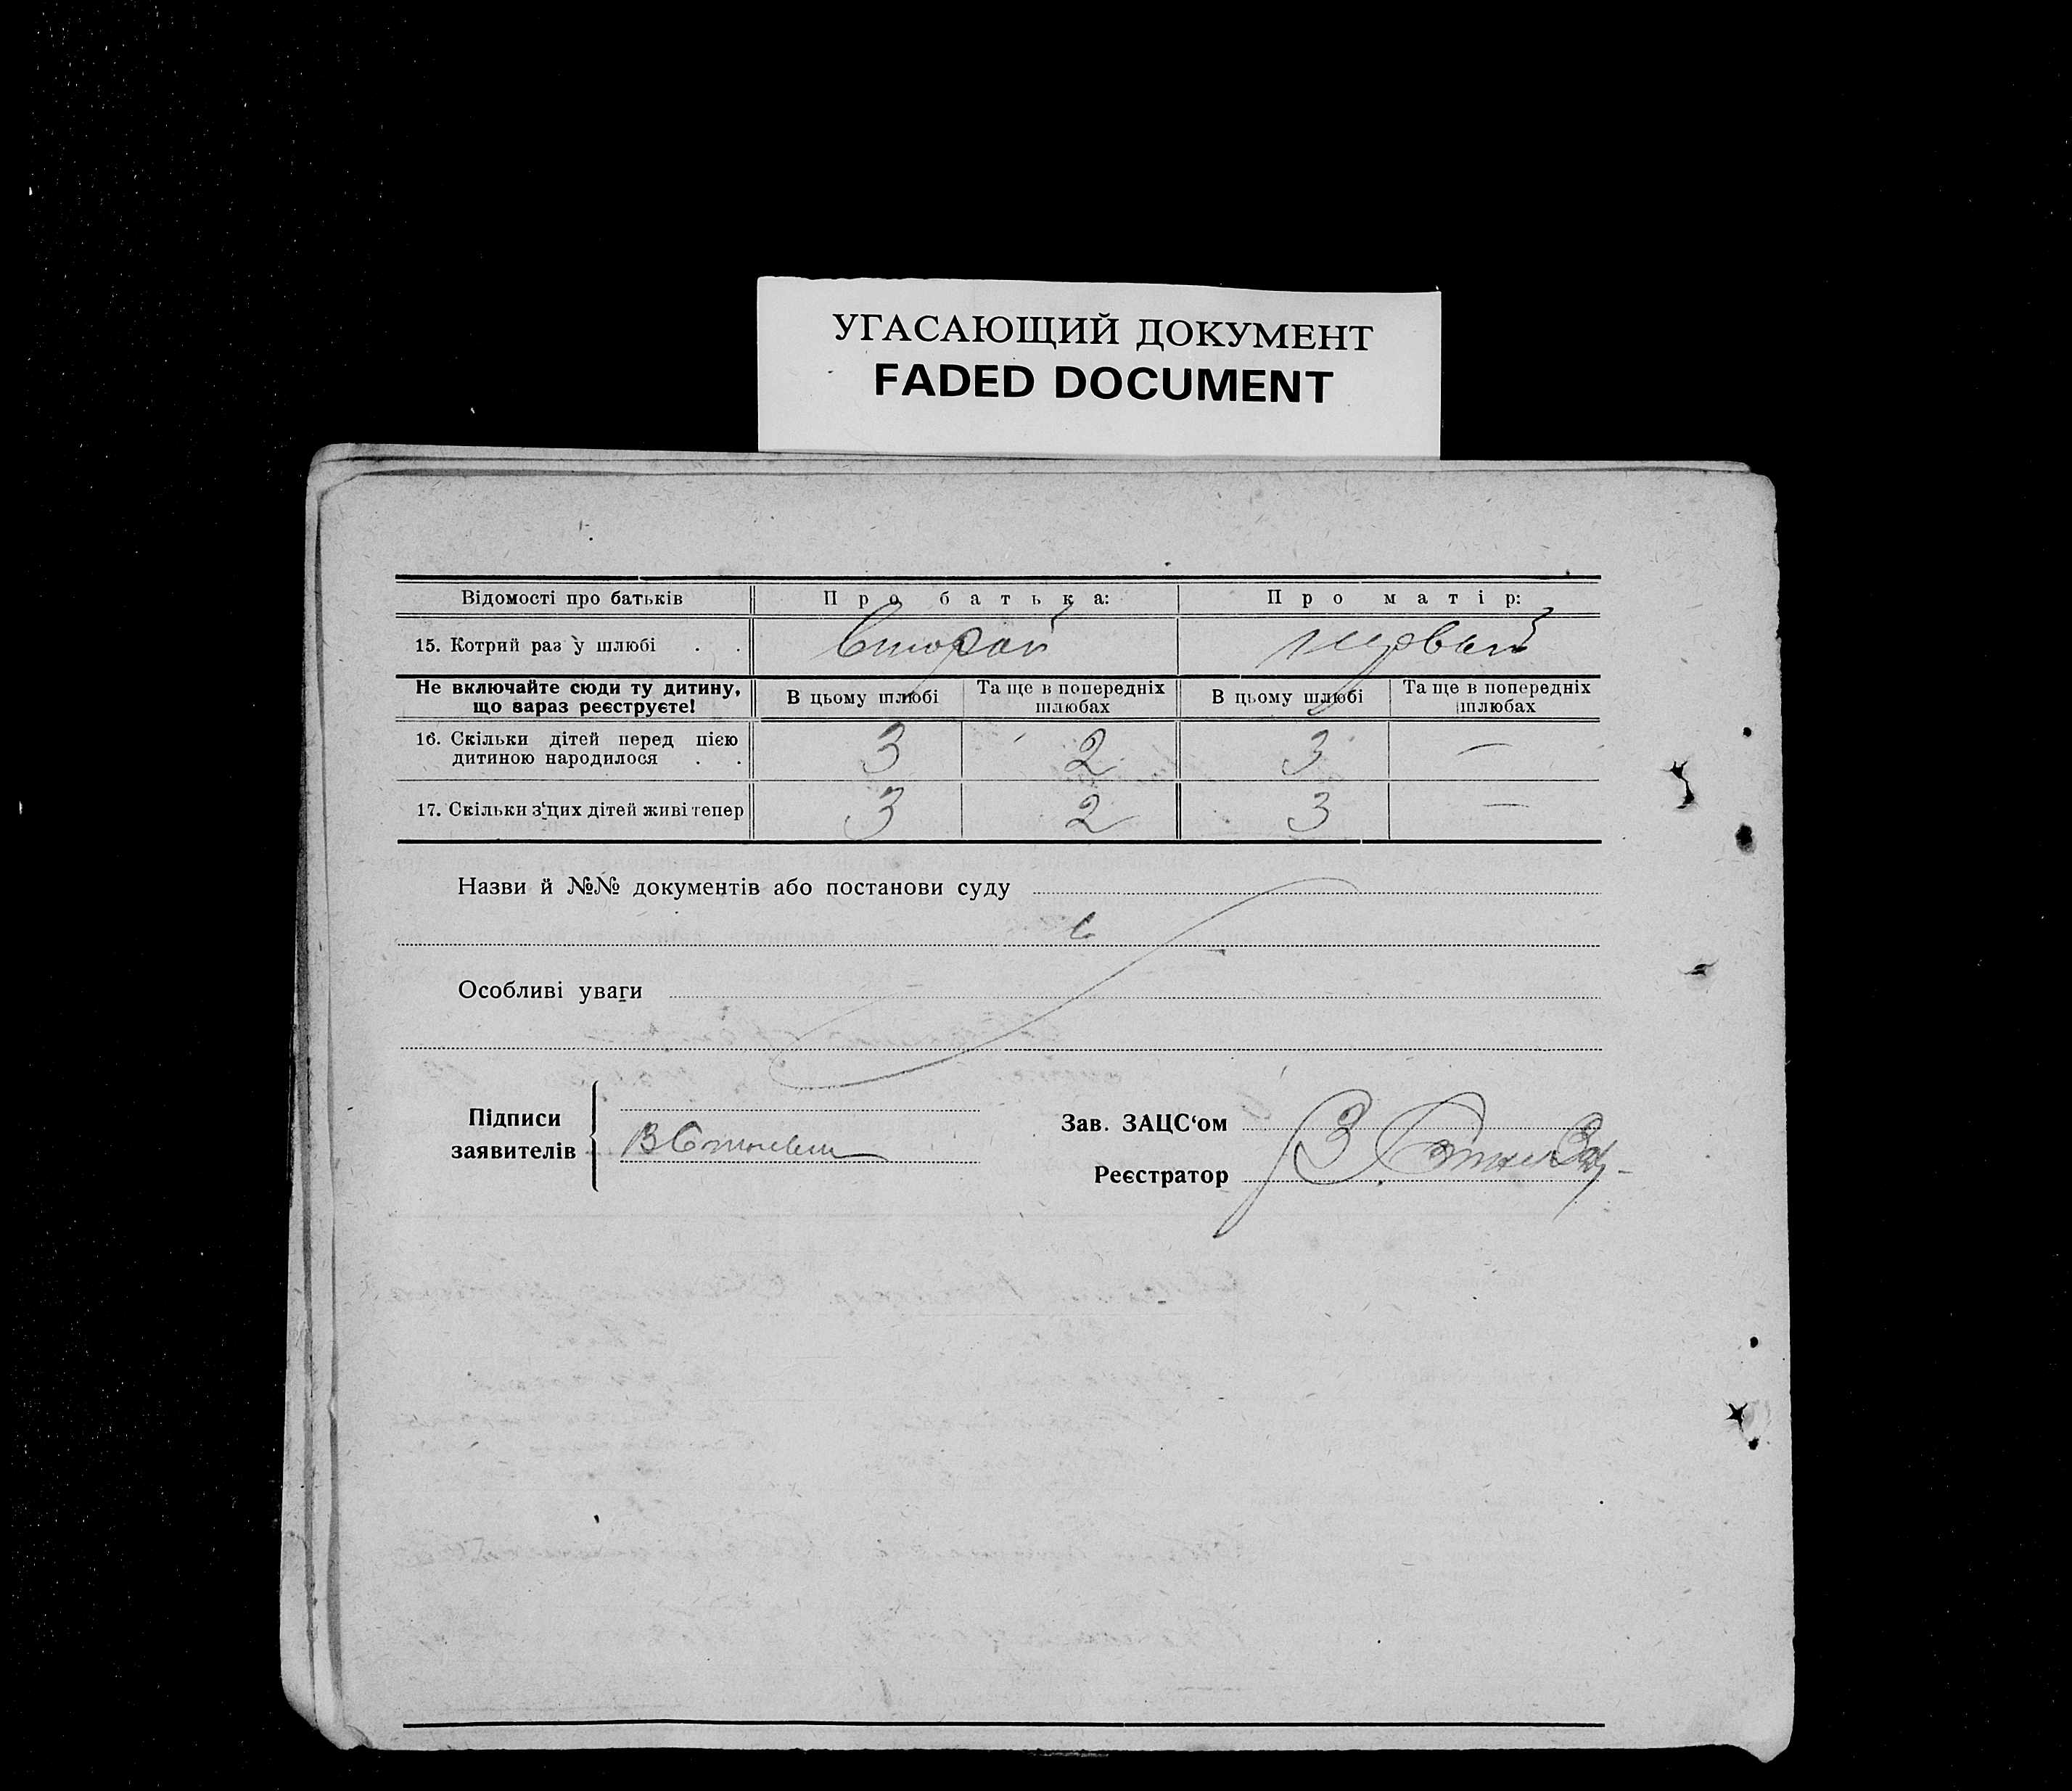 УГАСАЮЩИЙ ДОКУМЕНТ
FADED DOCUMENT
Відомості про батьків Про батька: Про матір:
15. Котрий раз у шлюбі . . второй первый
Не включайте сюди ту дитину, що вараз реєструєте! В цьому шлюбі Та ще в попередніх шлюбах В цьому шлюбі Та ще в попередніх шлюбах
16. Скільки дітей перед цією
дитиною народилося . . 3 2 3 —
17. Скільки з'цих дітей живі тепер 3 2 3 —
Назви й №№ документів або постанови суду
Особливі уваги
Підписи
заявителів
Зав. ЗАЦС‘ом
Реєстратор